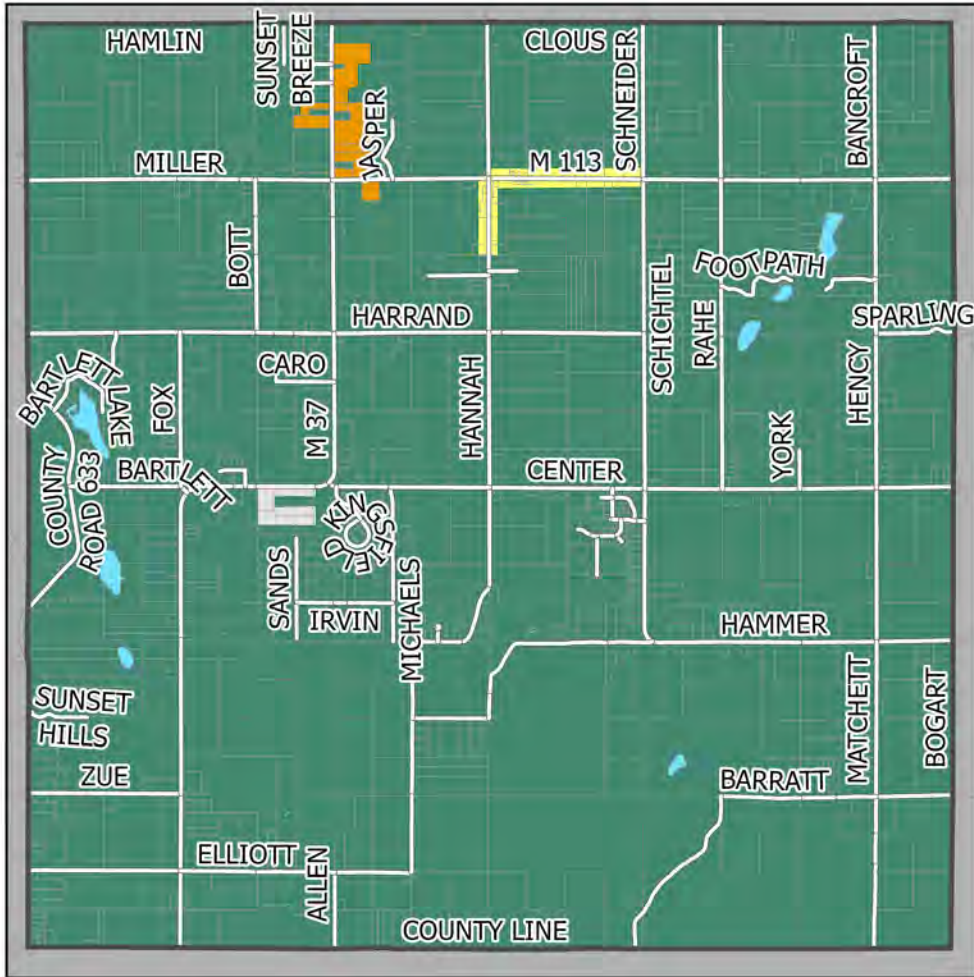 HAMLIN
SUNSET
BREEZE
CLOUS
SCHNEIDER
BANCROFT
JASPER
MILLER
M 113
BOTT
FOOTPATH
HARRAND
SCHICHTEL
RAHE
SPARLING
CARO
BARTLETT
LAKE
FOX
M 37
HANNAH
HENCY
YORK
COUNTY
ROAD 633
BARTLETT
CENTER
KINGSFIELD
SANDS
IRVIN
MICHAELS
HAMMER
SUNSET
HILLS
MATCHETT
BOGART
ZUE
BARRATT
ELLIOTT
ALLEN
COUNTY LINE